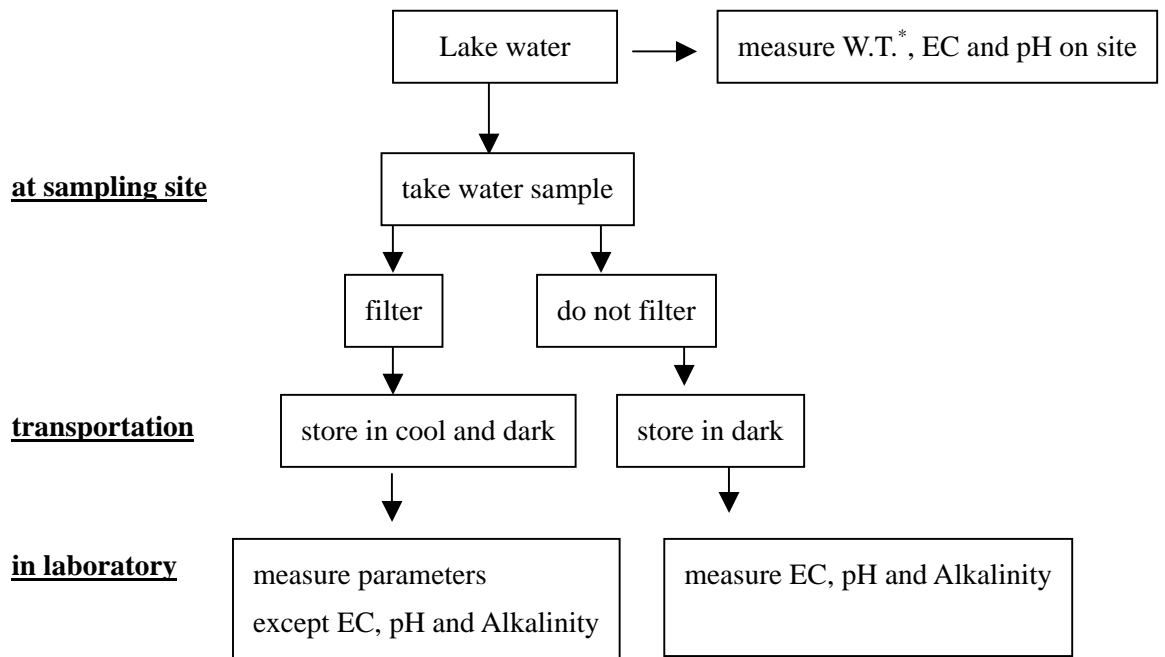 Lake water
measure W.T.*, EC and pH on site
at sampling site
take water sample
filter
do not filter
transportation
store in cool and dark
store in dark
in laboratory
measure parameters
except EC, pH and Alkalinity
measure EC, pH and Alkalinity